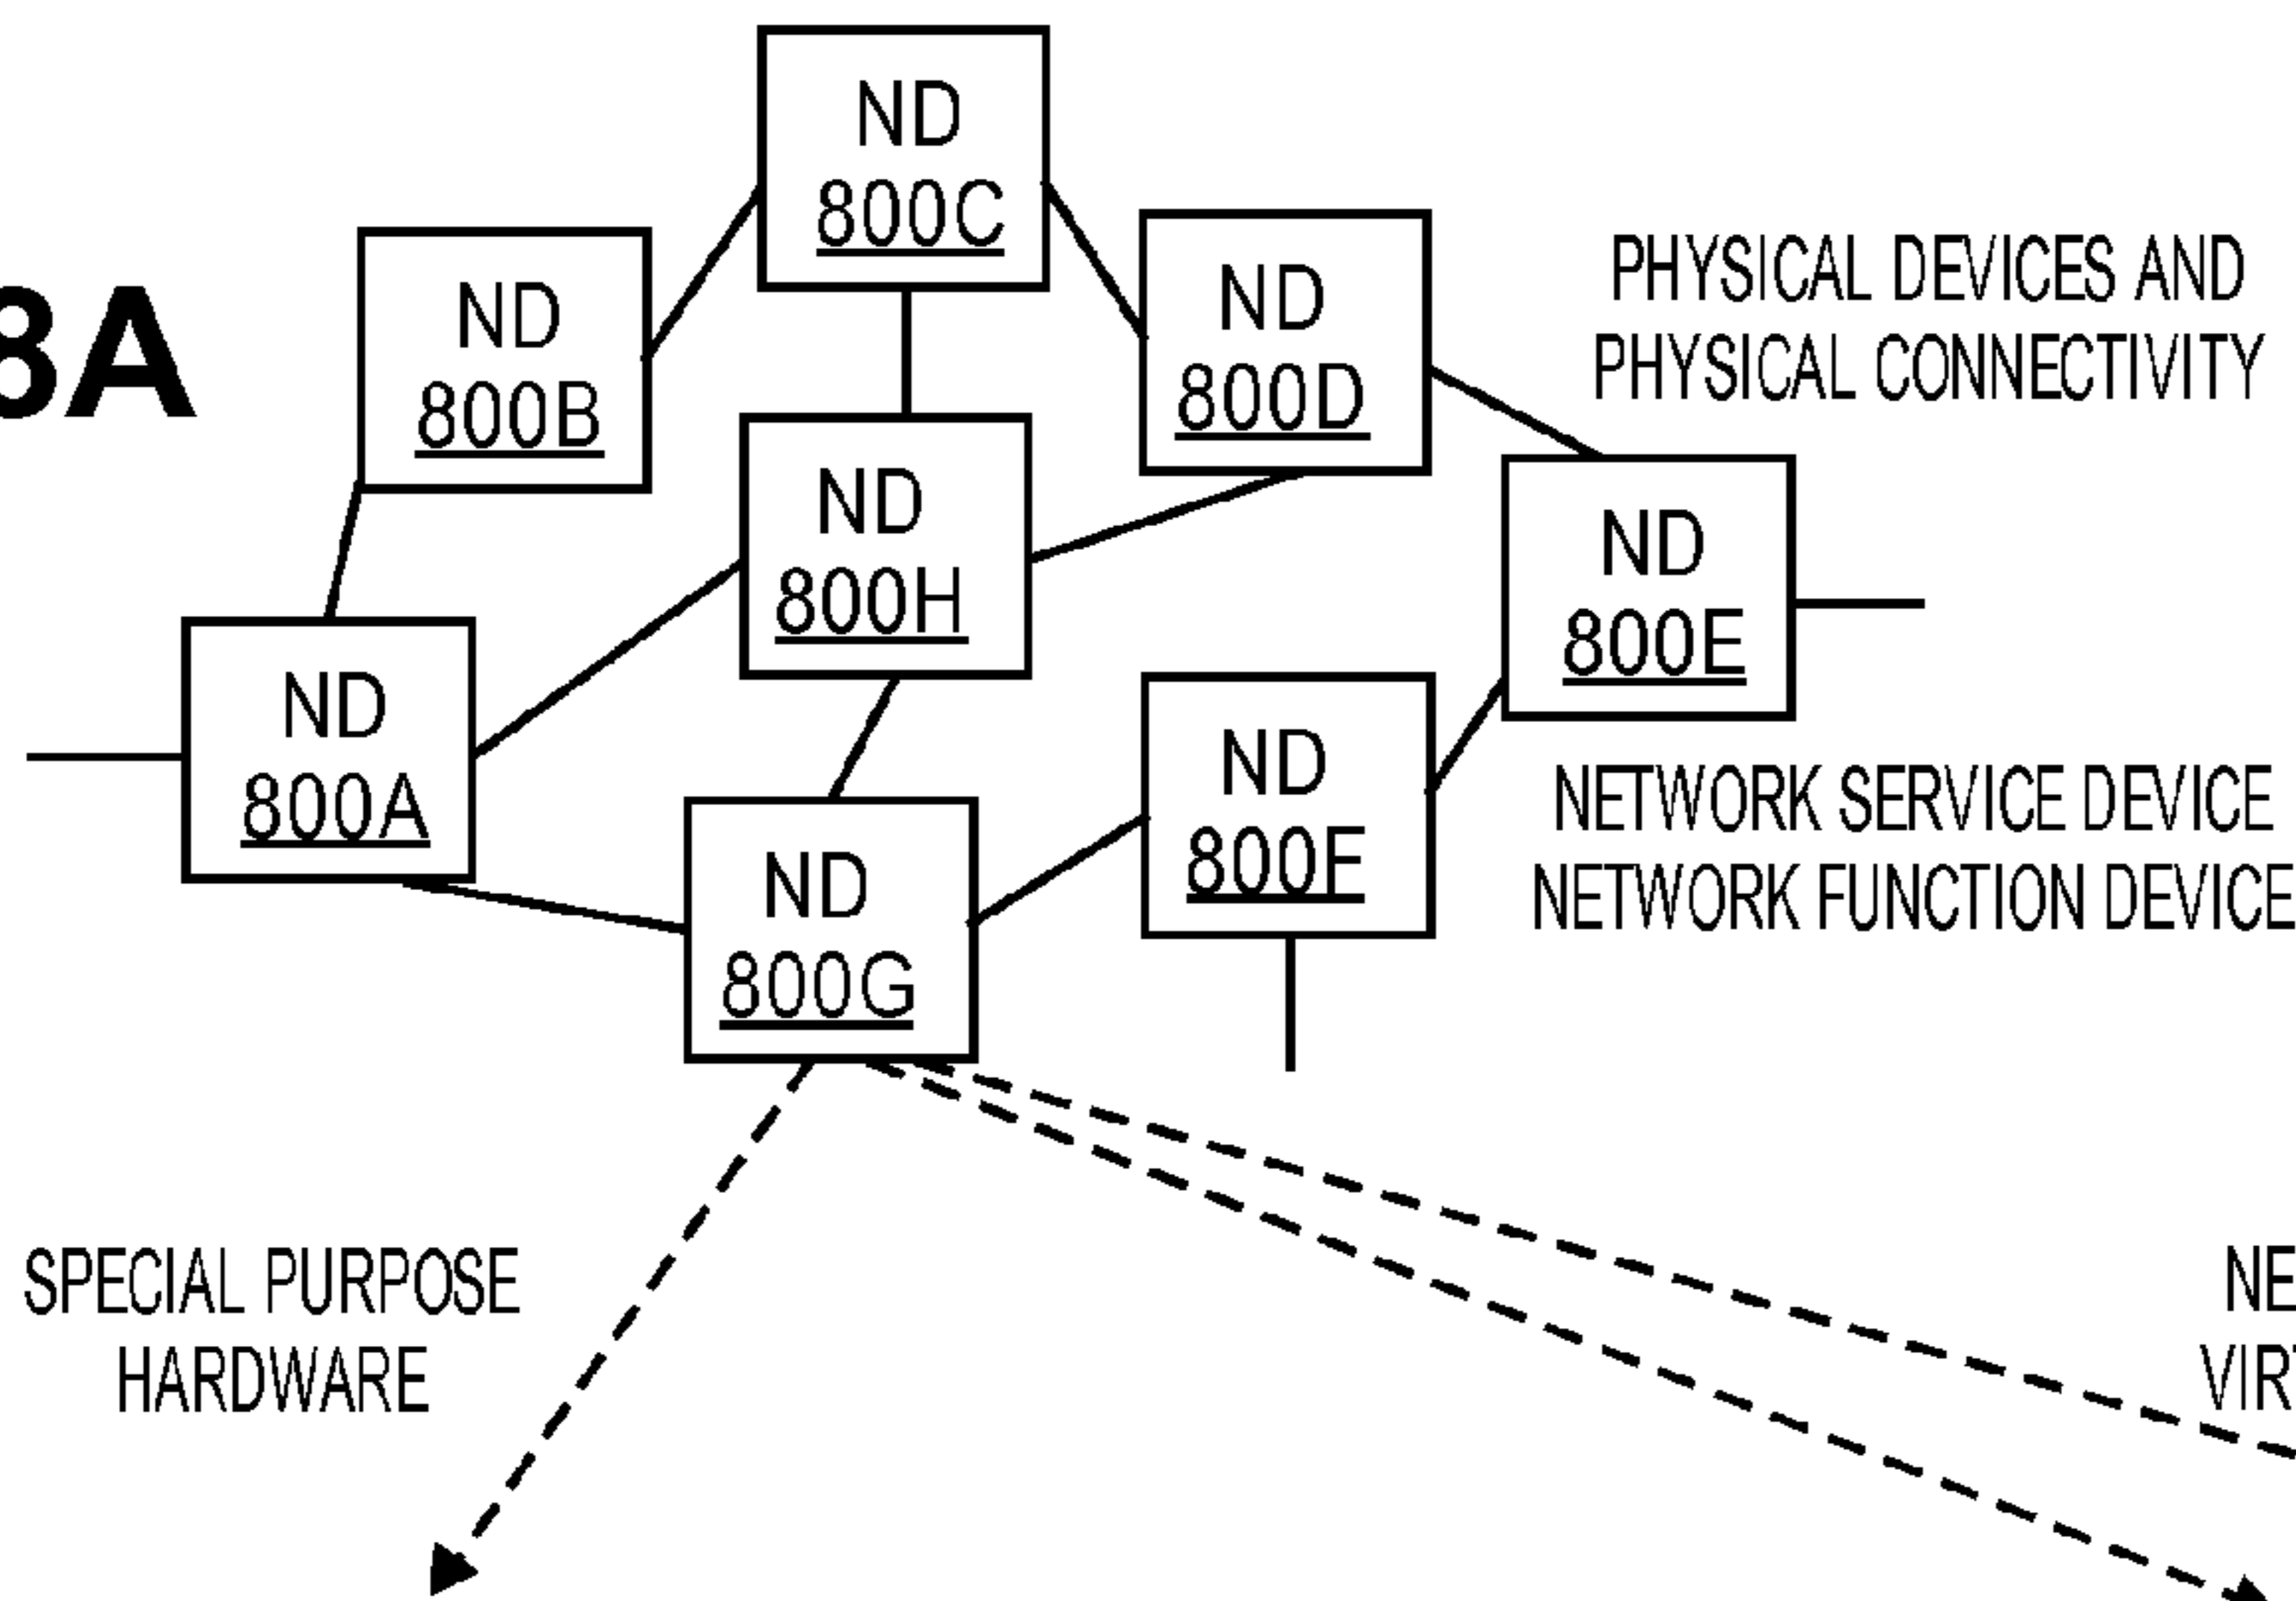 8A
ND
800C
ND
800B
ND
800D
PHYSICAL DEVICES AND
PHYSICAL CONNECTIVITY
ND
800H
ND
800E
ND
800A
ND
800F
NETWORK SERVICE DEVICE
NETWORK FUNCTION DEVICE
ND
800G
SPECIAL PURPOSE
HARDWARE